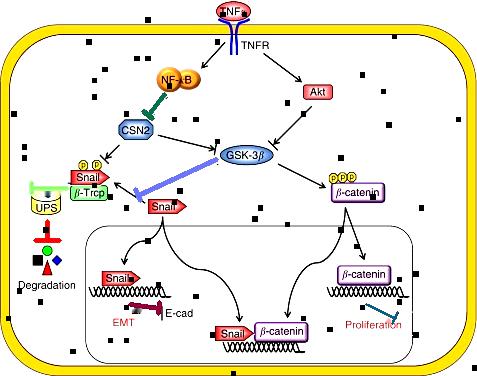 TNFα
TNFR
NF-κB
Akt
CSN2
GSK-3β
P P
Snail
β-Trcp
P P P
β-catenin
UPS
Snail
Degradation
Snail
β-catenin
E-cad
EMT
Proliferation
Snail
β-catenin